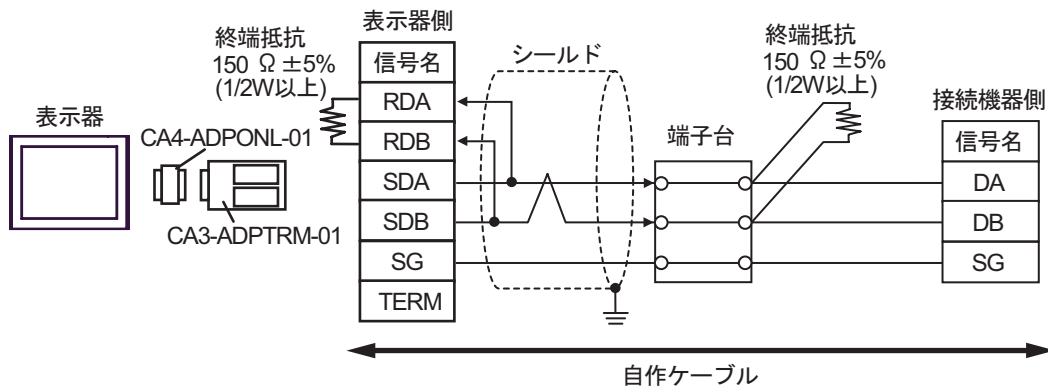 表示器
CA4-ADPONL-01
CA3-ADPTRM-01
終端抵抗
150 Ω ±5%
(1/2W以上)
表示器側
信号名
RDA
RDB
SDA
SDB
SG
TERM
シールド
端子台
終端抵抗
150 Ω ±5%
(1/2W以上)
接続機器側
信号名
DA
DB
SG
自作ケーブル